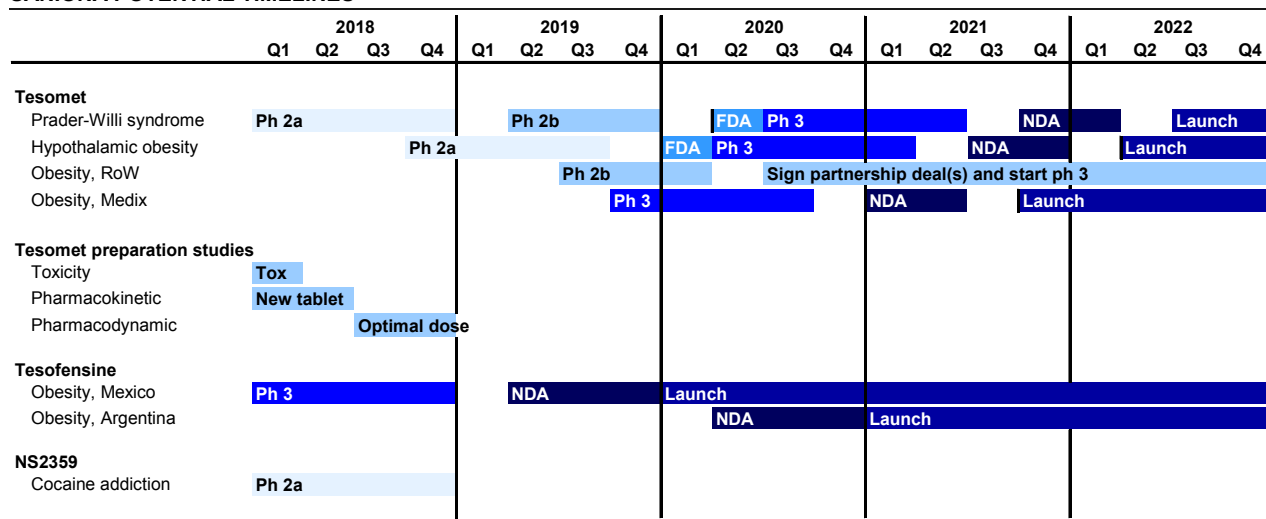 2018 2019 2020 2021 2022
Q1 Q2 Q3 Q4 Q1 Q2 Q3 Q4 Q1 Q2 Q3 Q4 Q1 Q2 Q3 Q4 Q1 Q2 Q3 Q4
Tesomet
Prader-Willi syndrome Ph 2a Ph 2b FDA Ph 3 NDA Launch
Hypothalamic obesity Ph 2a FDA Ph 3 NDA Launch
Obesity, RoW Ph 2b Sign partnership deal(s) and start ph 3
Obesity, Medix Ph 3 NDA Launch
Tesomet preparation studies
Toxicity Tox
Pharmacokinetic New tablet
Pharmacodynamic Optimal dose
Tesofensine
Obesity, Mexico Ph 3 NDA Launch
Obesity, Argentina NDA Launch
NS2359
Cocaine addiction Ph 2a